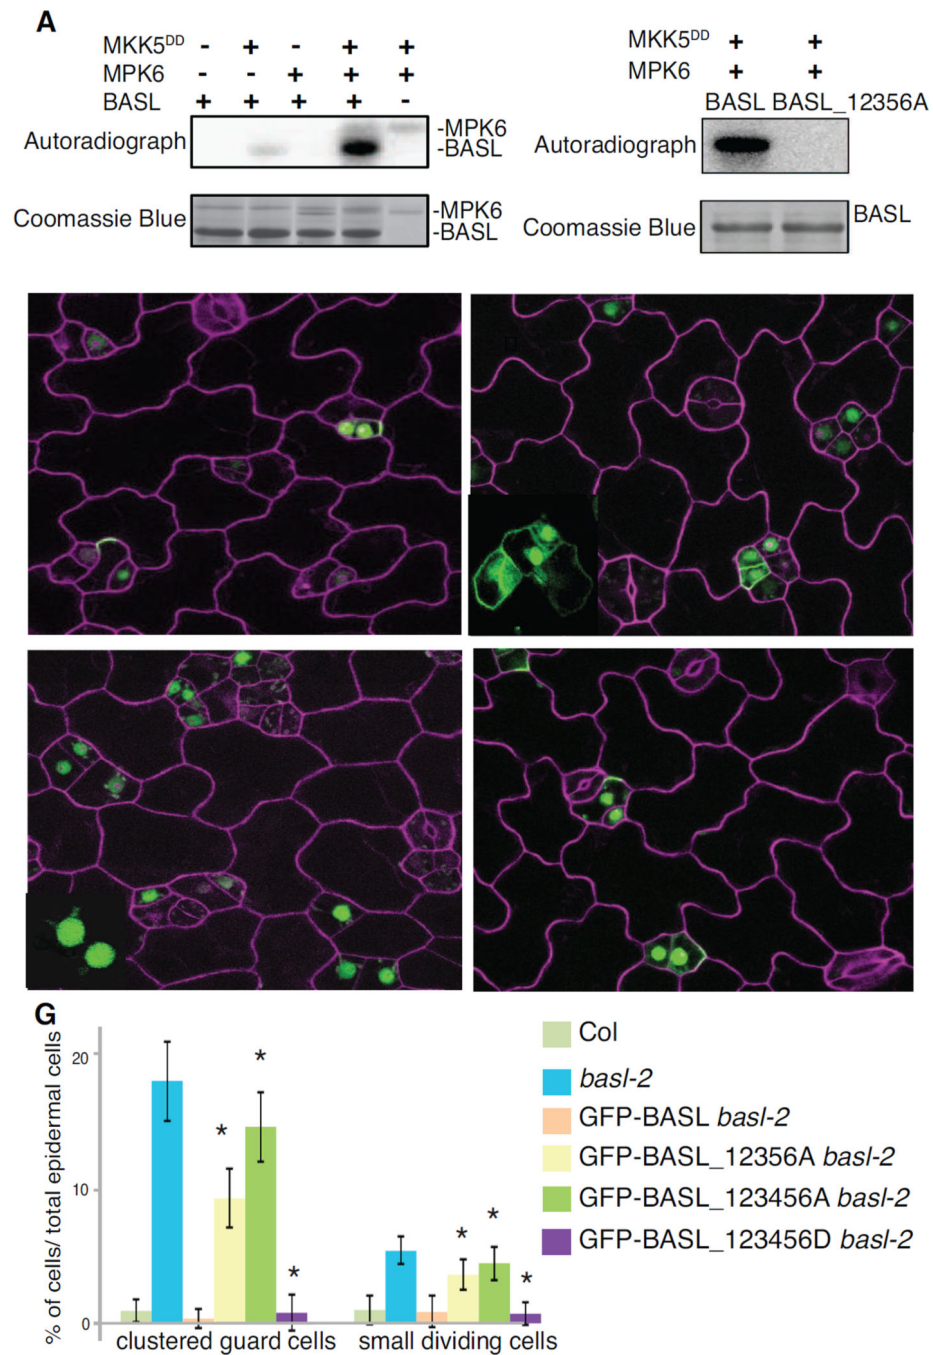 A
MKK5DD - + - + +
MPK6 - - + + +
BASL + + + + -
Autoradiograph
-MPK6
-BASL
Coomassie Blue
-MPK6
-BASL
MKK5DD + +
MPK6 + +
BASL BASL_12356A
Autoradiograph
Coomassie Blue
BASL
G
% of cells/ total epidermal cells
20
10
0
* * * * * *
clustered guard cells
small dividing cells
Col
basl-2
GFP-BASL basl-2
GFP-BASL_12356A basl-2
GFP-BASL_123456A basl-2
GFP-BASL_123456D basl-2